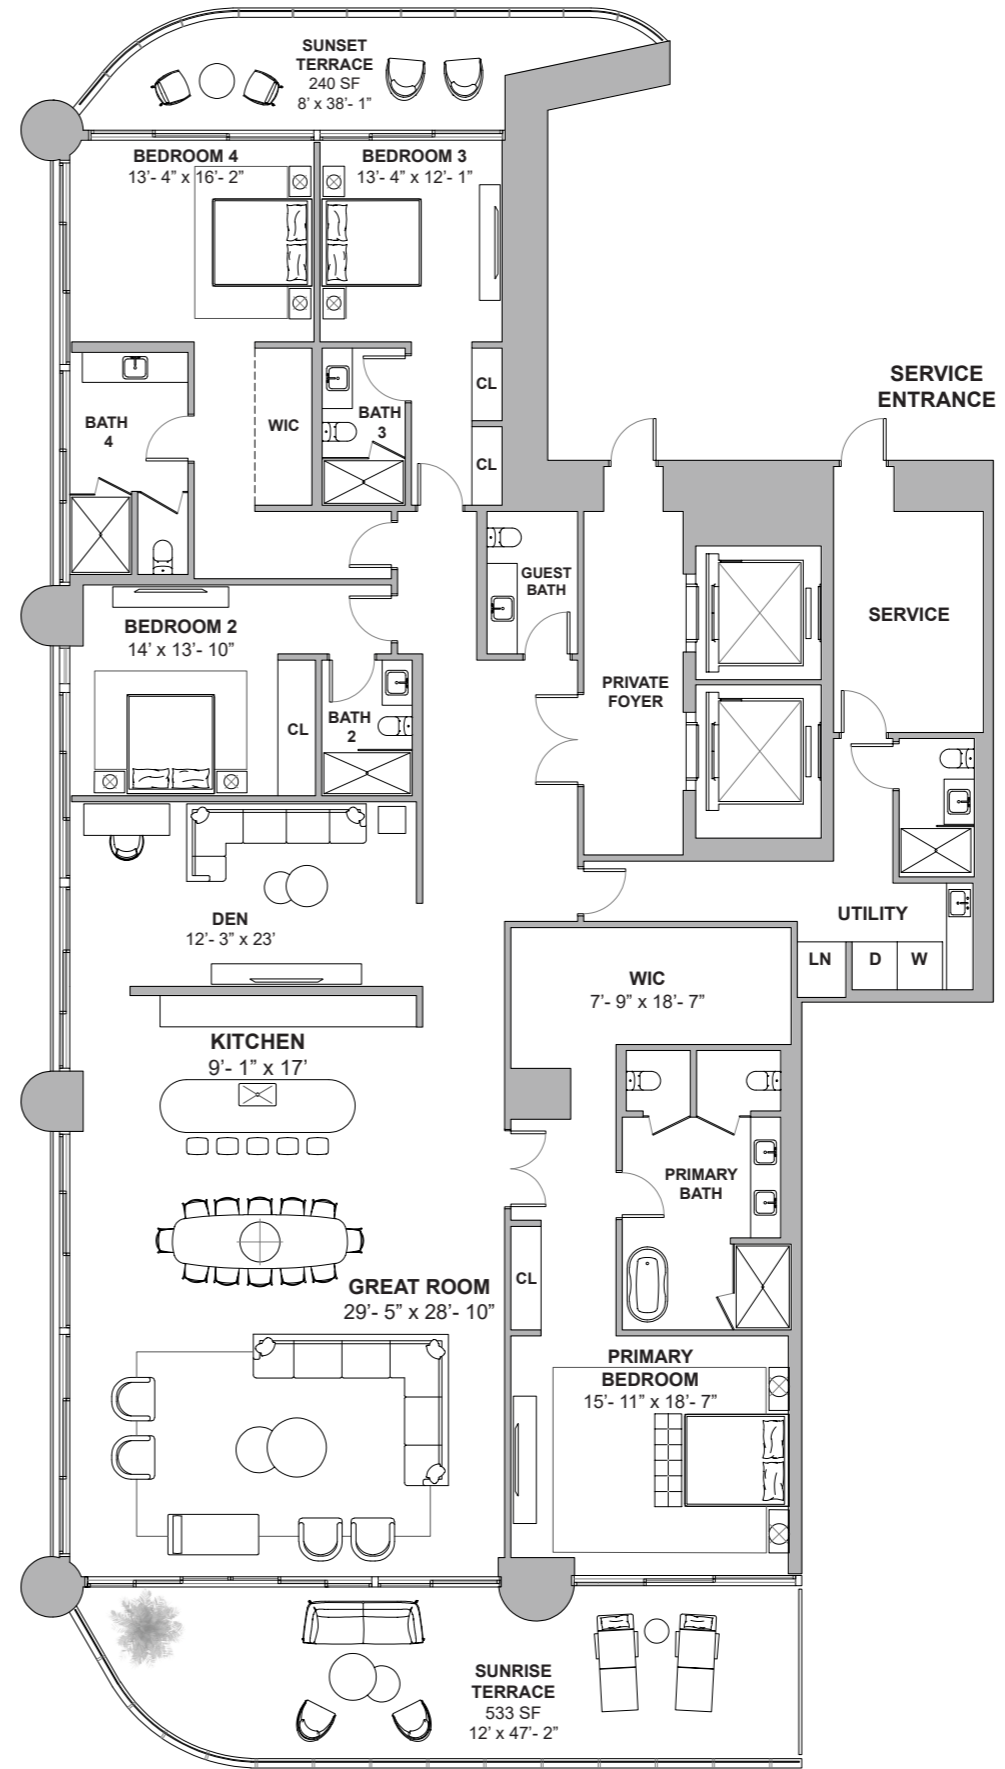 SUNSET
TERRACE
240 SF
8’ x 38’- 1”
BEDROOM 4
13’- 4” x 16’- 2”
BEDROOM 3
13’- 4” x 12’- 1”
SERVICE
ENTRANCE
CL
BATH
4
WIC
BATH
3
CL
GUEST
BATH
SERVICE
BEDROOM 2
14’ x 13’- 10”
PRIVATE
FOYER
CL
BATH
2
DEN
12’- 3” x 23’
UTILITY
LN
D
W
WIC
7’- 9” x 18’- 7”
KITCHEN
9’- 1” x 17’
PRIMARY
BATH
CL
GREAT ROOM
29’- 5” x 28’- 10”
PRIMARY
BEDROOM
15’- 11” x 18’- 7”
SUNRISE
TERRACE
533 SF
12’ x 47’- 2”